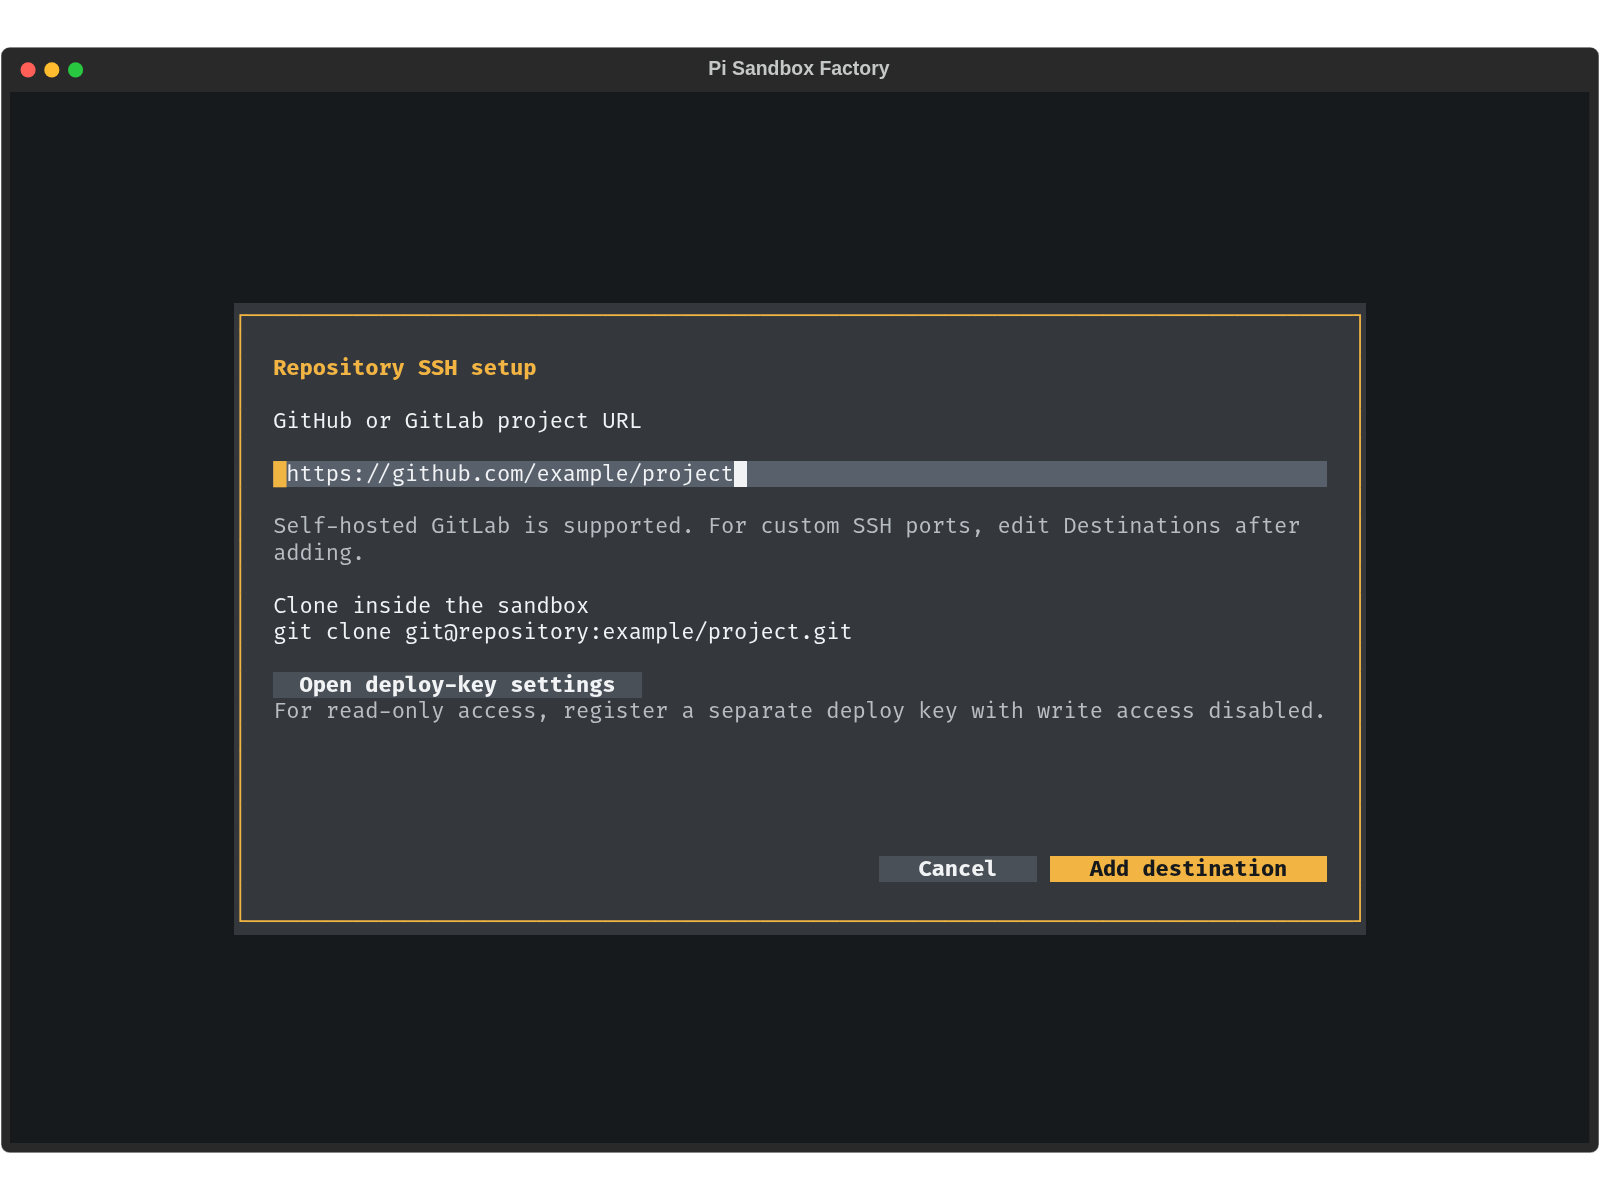 Pi Sandbox Factory
Repository SSH setup
GitHub or GitLab project URL
https://github.com/example/project
Self-hosted GitLab is supported. For custom SSH ports, edit Destinations after
adding.
Clone inside the sandbox
git clone git@repository:example/project.git
Open deploy-key settings
For read-only access, register a separate deploy key with write access disabled.
Cancel
Add destination